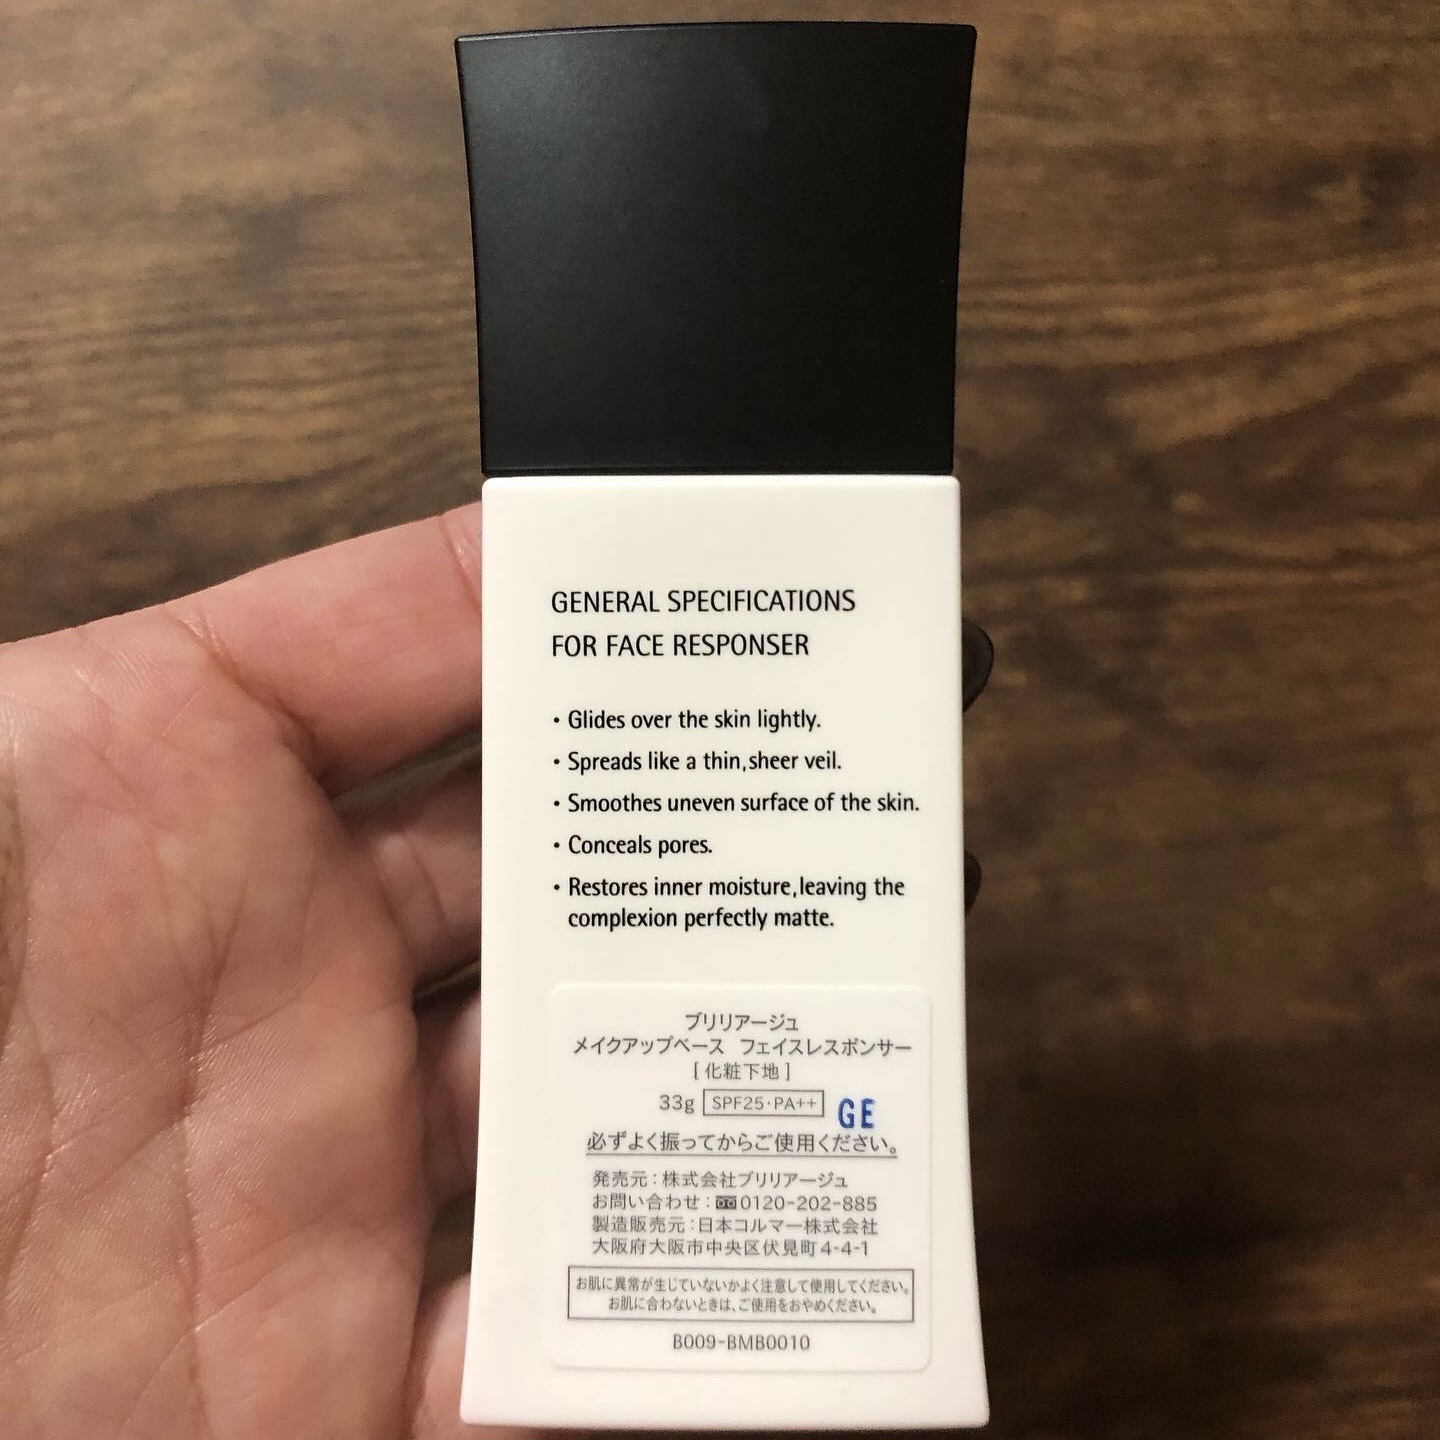 GENERAL SPECIFICATIONS
FOR FACE RESPONSER
・Glides over the skin lightly.
・Spreads like a thin,sheer veil.
・Smoothes uneven surface of the skin.
・Conceals pores.
・Restores inner moisture,leaving the
complexion perfectly matte.
ブリリアージュ
メイクアップベース フェイスレスポンサー
[化粧下地]
33g SPF25・PA++ GE
必ずよく振ってからご使用ください。
発売元:株式会社ブリリアージュ
お問い合わせ:0120-202-885
製造販売元:日本コルマー株式会社
大阪府大阪市中央区伏見町4-4-1
お肌に異常が生じていないかよく注意して使用してください。
お肌に合わないときは、ご使用をおやめください。
B009-BMB0010